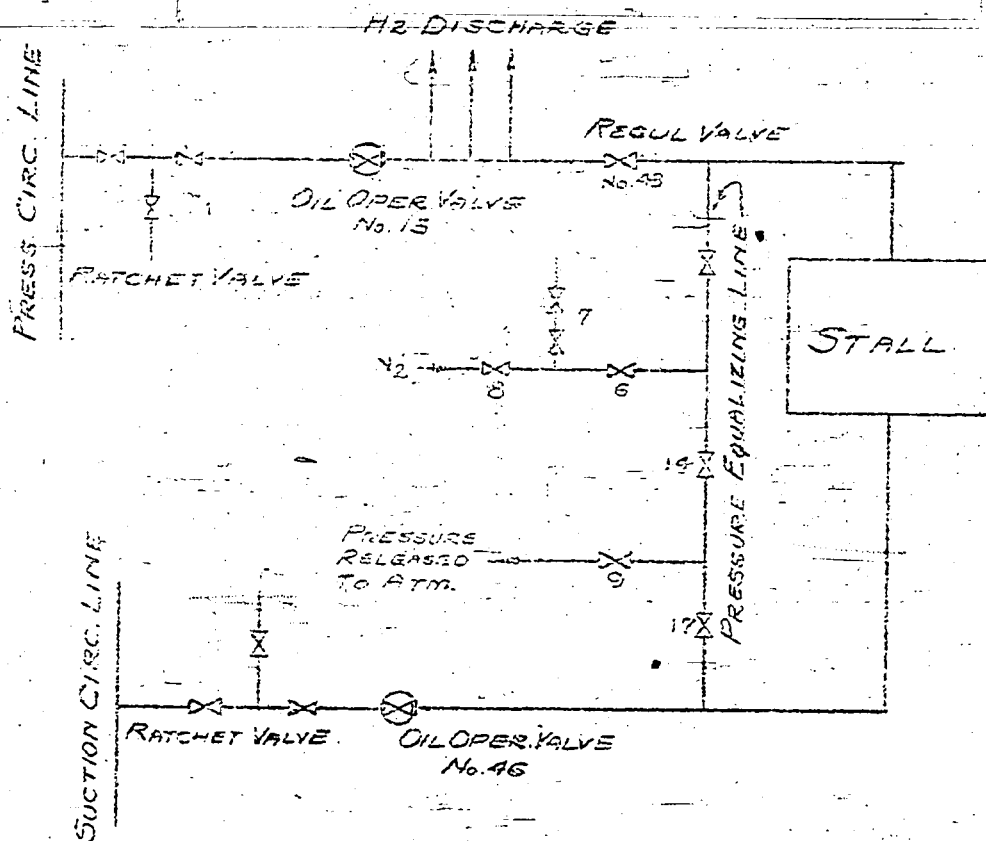 H2 DISCHARGE
PRESS CIRC. LINE
REGUL VALVE
No. 43
OIL OPER VALVE
No. 13
RATCHET VALVE
PRESSURE EQUALIZING LINE
STALL
7
N2
8
6
PRESSURE
RELEASED
TO ATM.
9
17
SUCTION CIRC. LINE
RATCHET VALVE.
OIL OPER. VALVE
No. 46